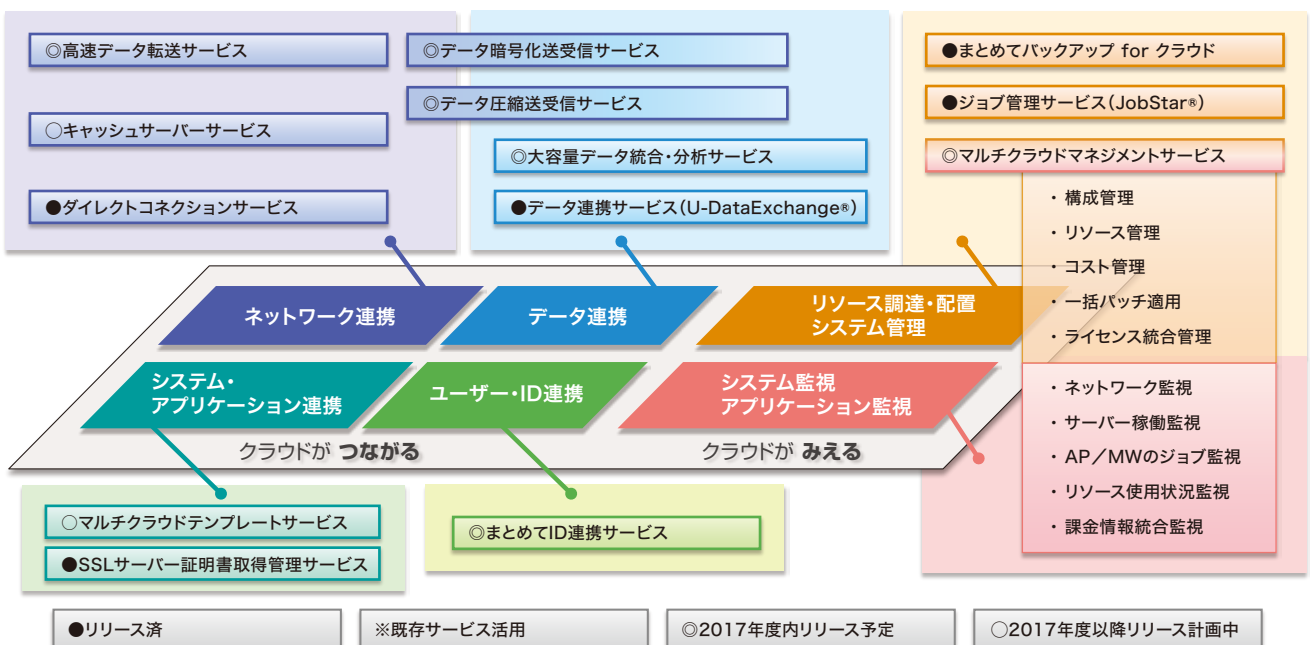 ◎高速データ転送サービス
○キャッシュサーバーサービス
●ダイレクトコネクションサービス
◎データ暗号化送受信サービス
◎データ圧縮送受信サービス
◎大容量データ統合・分析サービス
●データ連携サービス(U-DataExchange®)
●まとめてバックアップ for クラウド
●ジョブ管理サービス(JobStar®)
◎マルチクラウドマネジメントサービス
・ 構成管理
・ リソース管理
・ コスト管理
・ 一括パッチ適用
・ ライセンス統合管理
・ ネットワーク監視
・ サーバー稼働監視
・ AP/MWのジョブ監視
・ リソース使用状況監視
・ 課金情報統合監視
ネットワーク連携
データ連携
リソース調達・配置
システム管理
システム・
アプリケーション連携
ユーザー・ID連携
システム監視
アプリケーション監視
クラウドが つながる
クラウドが みえる
○マルチクラウドテンプレートサービス
●SSLサーバー証明書取得管理サービス
◎まとめてID連携サービス
●リリース済
※既存サービス活用
◎2017年度内リリース予定
○2017年度以降リリース計画中